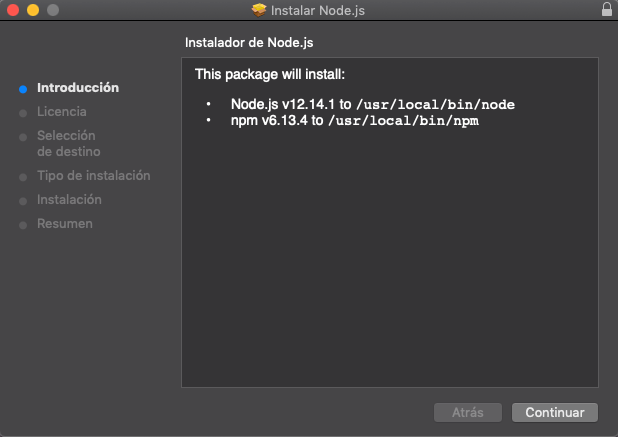 Instalar Node.js
Instalador de Node.js
Introducción
Licencia
Selección
de destino
Tipo de instalación
Instalación
Resumen
This package will install:
• Node.js v12.14.1 to /usr/local/bin/node
• npm v6.13.4 to /usr/local/bin/npm
Atrás
Continuar